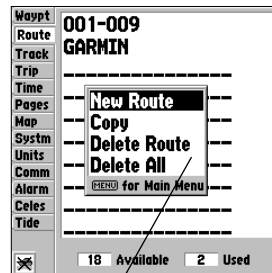 Waypt
Route
Track
Trip
Time
Pages
Map
Systm
Units
Comm
Alarm
Celes
Tide
001-009
GARMIN
New Route
Copy
Delete Route
Delete All
MENU for Main Menu
18 Available 2 Used